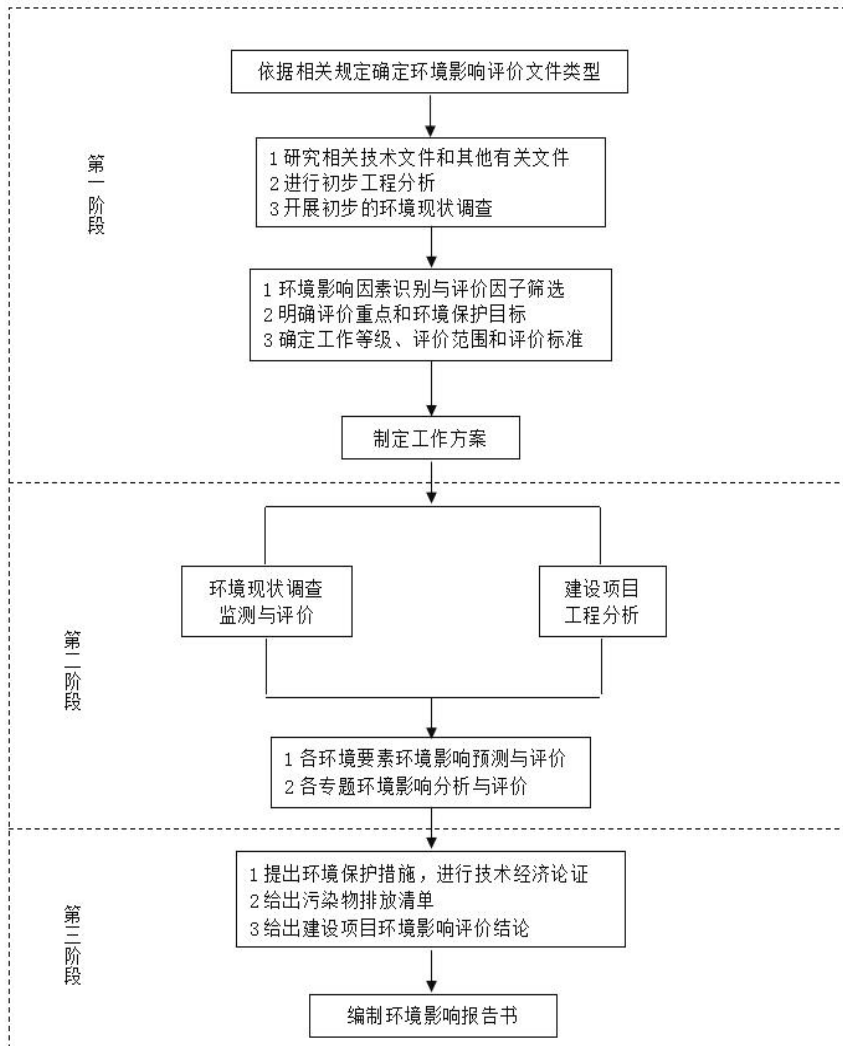 依据相关规定确定环境影响评价文件类型
第一阶段
1 研究相关技术文件和其他有关文件
2 进行初步工程分析
3 开展初步的环境现状调查
1 环境影响因素识别与评价因子筛选
2 明确评价重点和环境保护目标
3 确定工作等级、评价范围和评价标准
制定工作方案
第二阶段
环境现状调查
监测与评价
建设项目
工程分析
1 各环境要素环境影响预测与评价
2 各专题环境影响分析与评价
第三阶段
1 提出环境保护措施，进行技术经济论证
2 给出污染物排放清单
3 给出建设项目环境影响评价结论
编制环境影响报告书